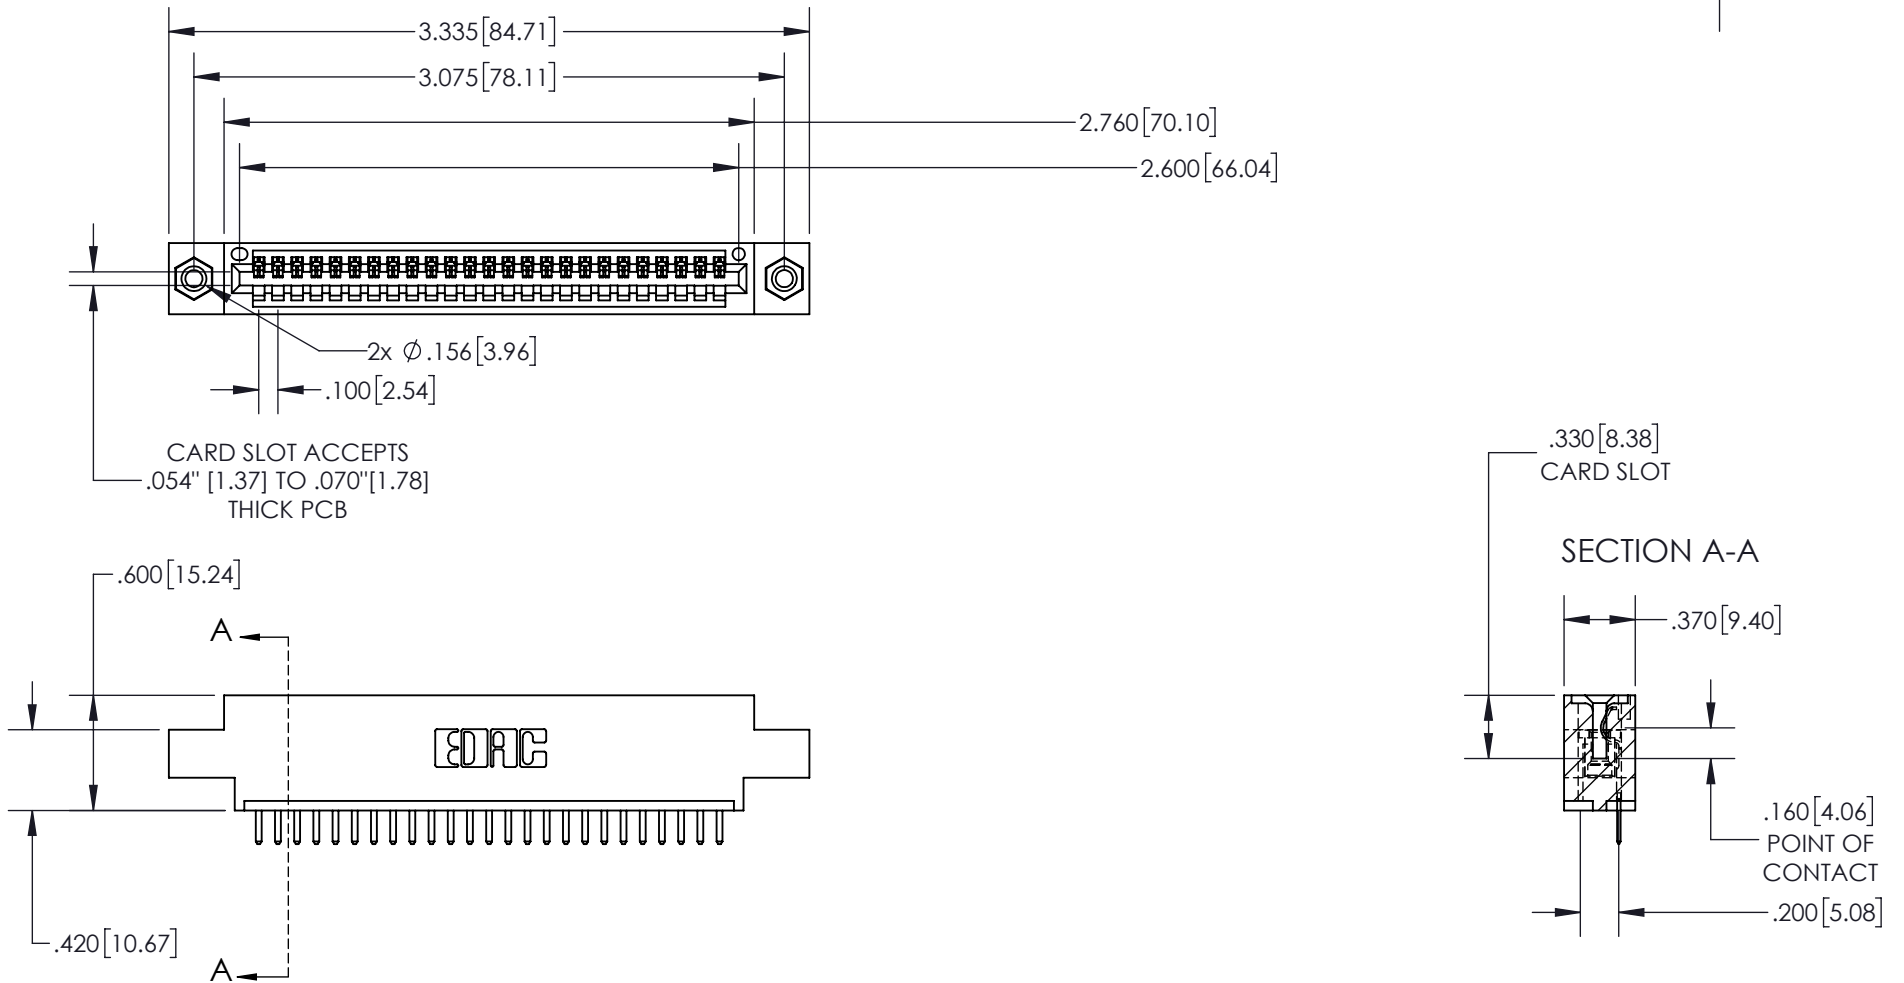 3.335[84.71]
3.075[78.11]
2.760[70.10]
2.600[66.04]
2x Ø.156[3.96]
.100[2.54]
CARD SLOT ACCEPTS
.054" [1.37] TO .070"[1.78]
THICK PCB
.330[8.38]
CARD SLOT
SECTION A-A
.600[15.24]
A
.370[9.40]
EDAC
.160[4.06]
POINT OF
CONTACT
.200[5.08]
.420[10.67]
A